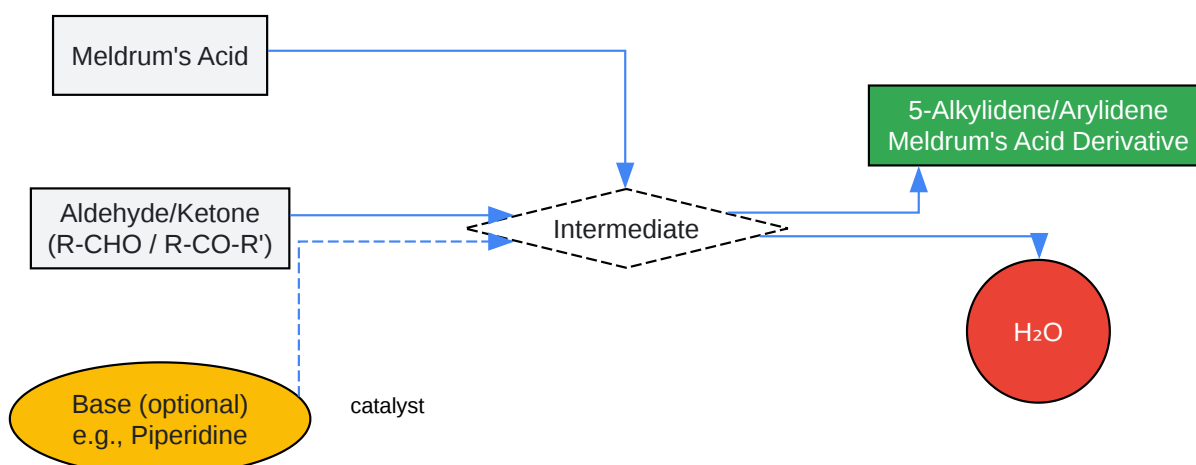 Meldrum's Acid
5-Alkylidene/Arylidene
Meldrum's Acid Derivative
Aldehyde/Ketone
(R-CHO / R-CO-R')
Intermediate
H₂O
Base (optional)
e.g., Piperidine
catalyst